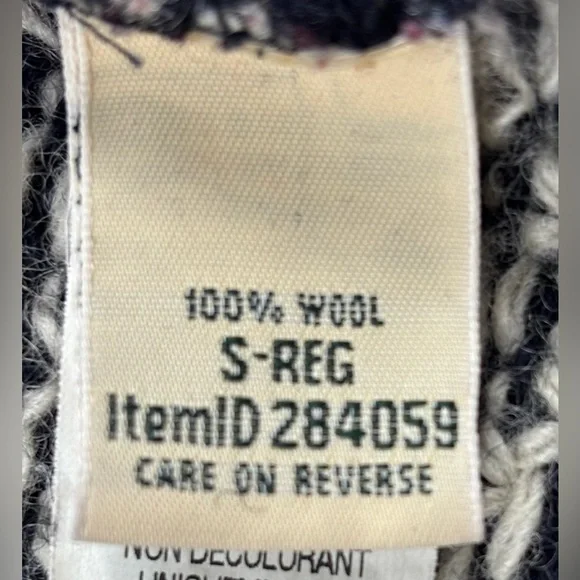 100% WOOL
S-REG
ItemID 284059
CARE ON REVERSE
NON DECOLORANT